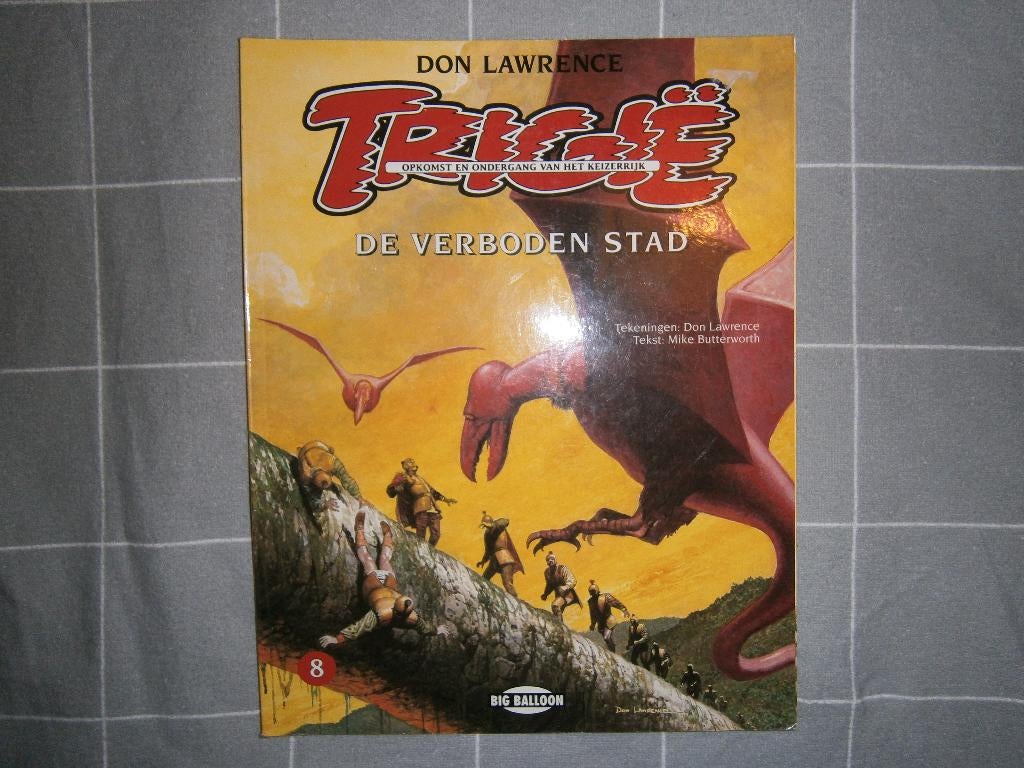 DON LAWRENCE
TRIGIË
OPKOMST EN ONDERGANG VAN HET KEIZERRIJK
DE VERBODEN STAD
Tekeningen: Don Lawrence
Tekst: Mike Butterworth
8
BIG BALLOON
DON LAWRENCE